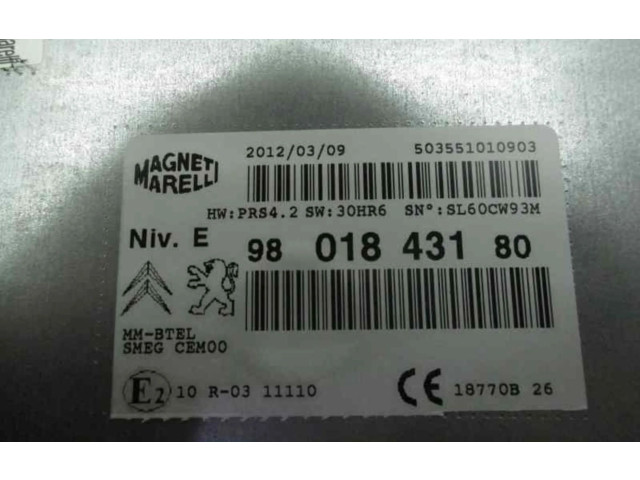 MAGNETI
MARELLI
2012/03/09 503551010903
HW:PRS4.2 SW:30HR6 SN°:SL60CW93M
Niv. E 98 018 431 80
MM-BTEL
SMEG CEM00
E2 10 R-03 11110 CE 18770B 26